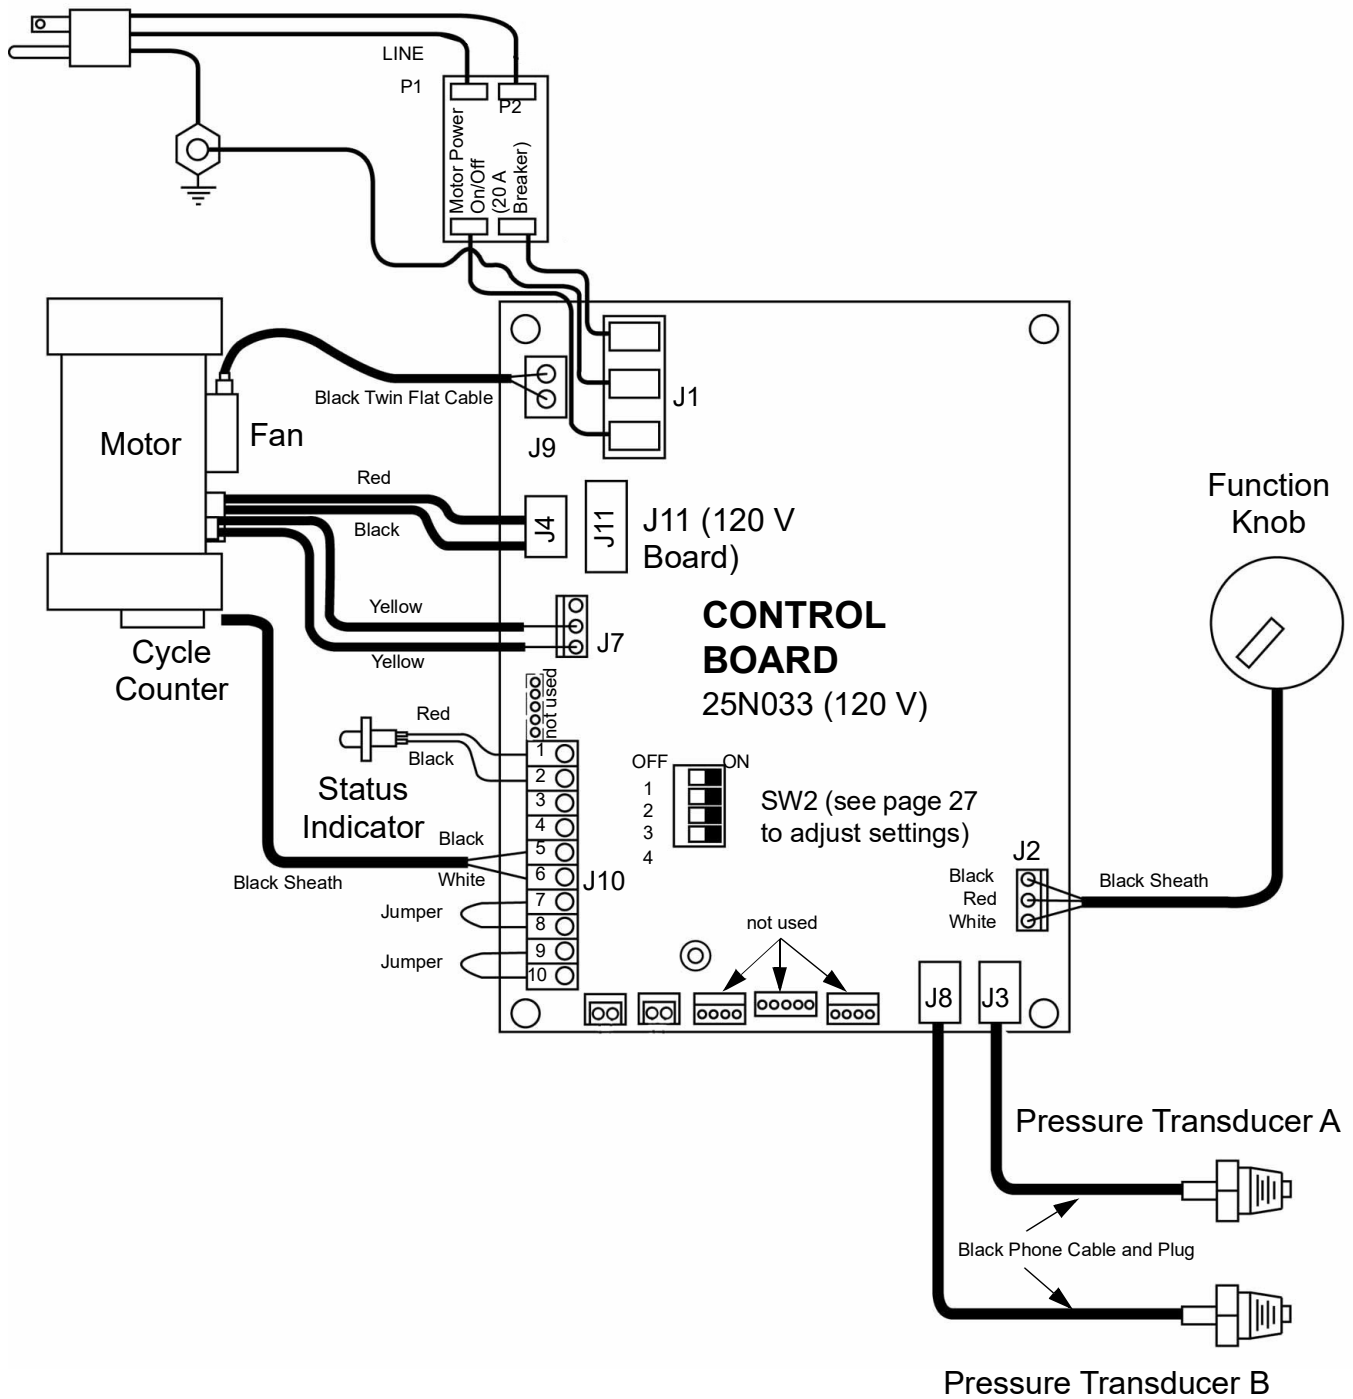 LINE
P1
P2
Motor Power
On/Off
(20 A
Breaker)
Black Twin Flat Cable
J1
J9
Motor
Fan
Red
Black
J4
J11
J11 (120 V
Board)
Function
Knob
CONTROL
BOARD
25N033 (120 V)
Yellow
Yellow
J7
Cycle
Counter
not used
Red
Black
Status
Indicator
1
2
3
4
5
6
7
8
9
10
J10
OFF
ON
1
2
3
4
SW2 (see page 27
to adjust settings)
Black
White
Black Sheath
Jumper
Jumper
J2
Black
Red
White
Black Sheath
not used
J8
J3
Pressure Transducer A
Black Phone Cable and Plug
Pressure Transducer B